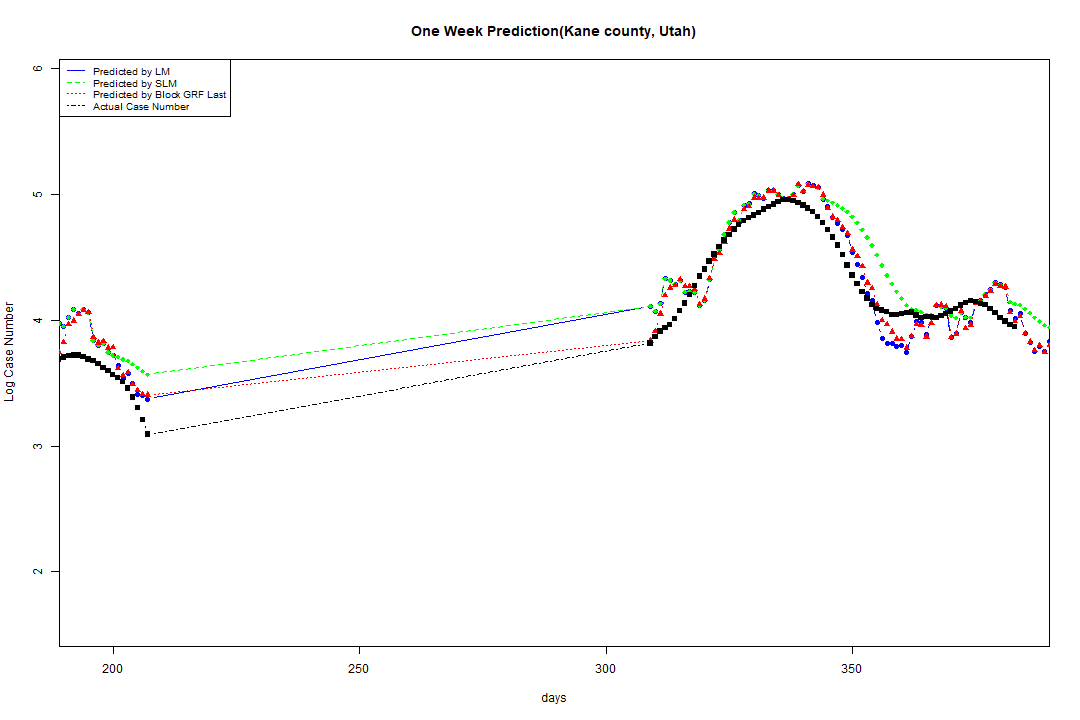 One Week Prediction(Kane county, Utah)
Predicted by LM
Predicted by SLM
Predicted by Block GRF Last
Actual Case Number
6
5
4
3
2
Log Case Number
200 250 300 350
days